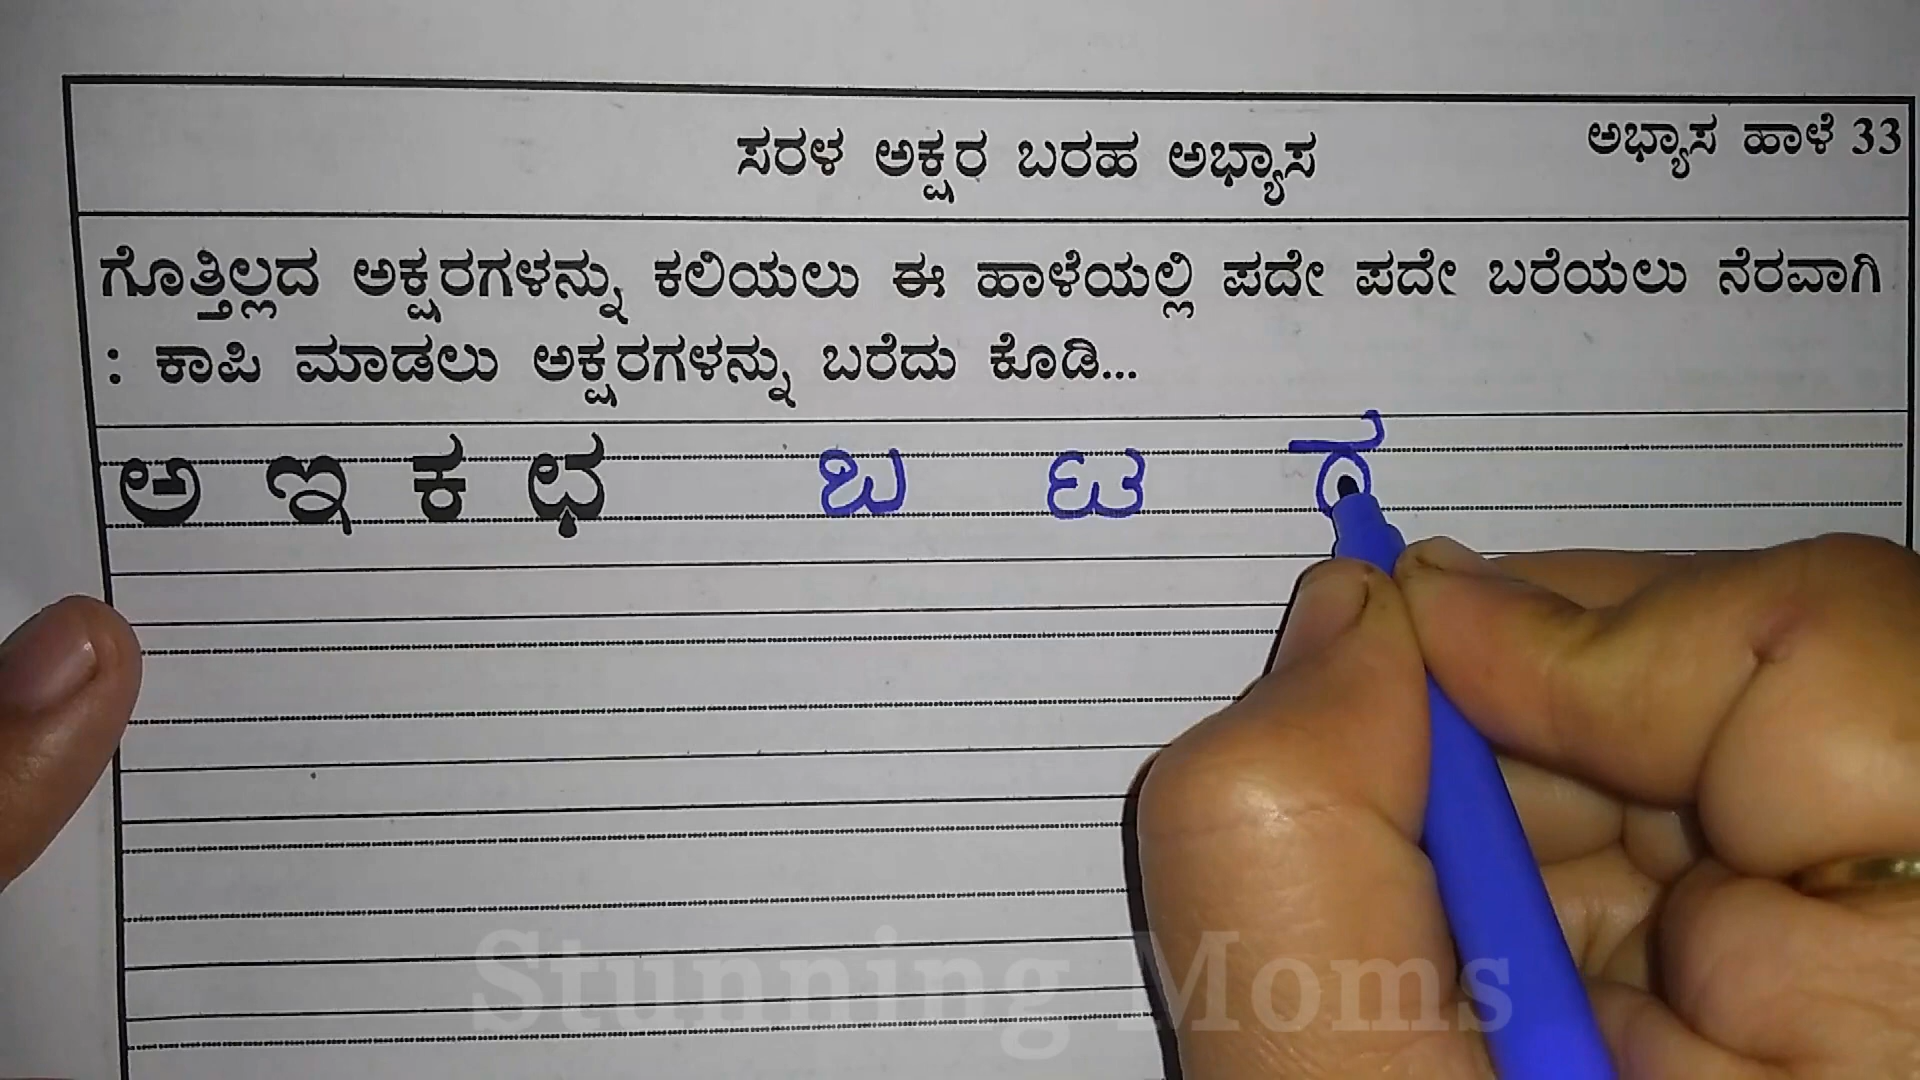 ಸರಳ ಅಕ್ಷರ ಬರಹ ಅಭ್ಯಾಸ
ಅಭ್ಯಾಸ ಹಾಳೆ 33
ಗೊತ್ತಿಲ್ಲದ ಅಕ್ಷರಗಳನ್ನು ಕಲಿಯಲು ಈ ಹಾಳೆಯಲ್ಲಿ ಪದೇ ಪದೇ ಬರೆಯಲು ನೆರವಾಗಿ
: ಕಾಪಿ ಮಾಡಲು ಅಕ್ಷರಗಳನ್ನು ಬರೆದು ಕೊಡಿ...
ಅ ಇ ಕ ಛ ಬ ಟ ಠ
Stunning Moms